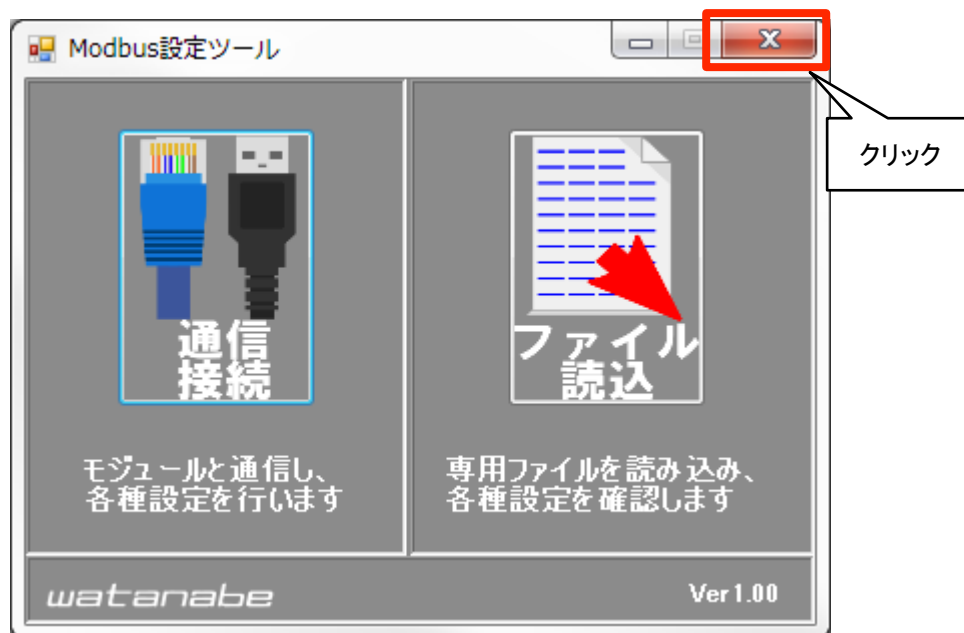 Modbus設定ツール
クリック
通信
接続
ファイル
読込
モジュールと通信し、
各種設定を行います
専用ファイルを読み込み、
各種設定を確認します
watanabe
Ver1.00